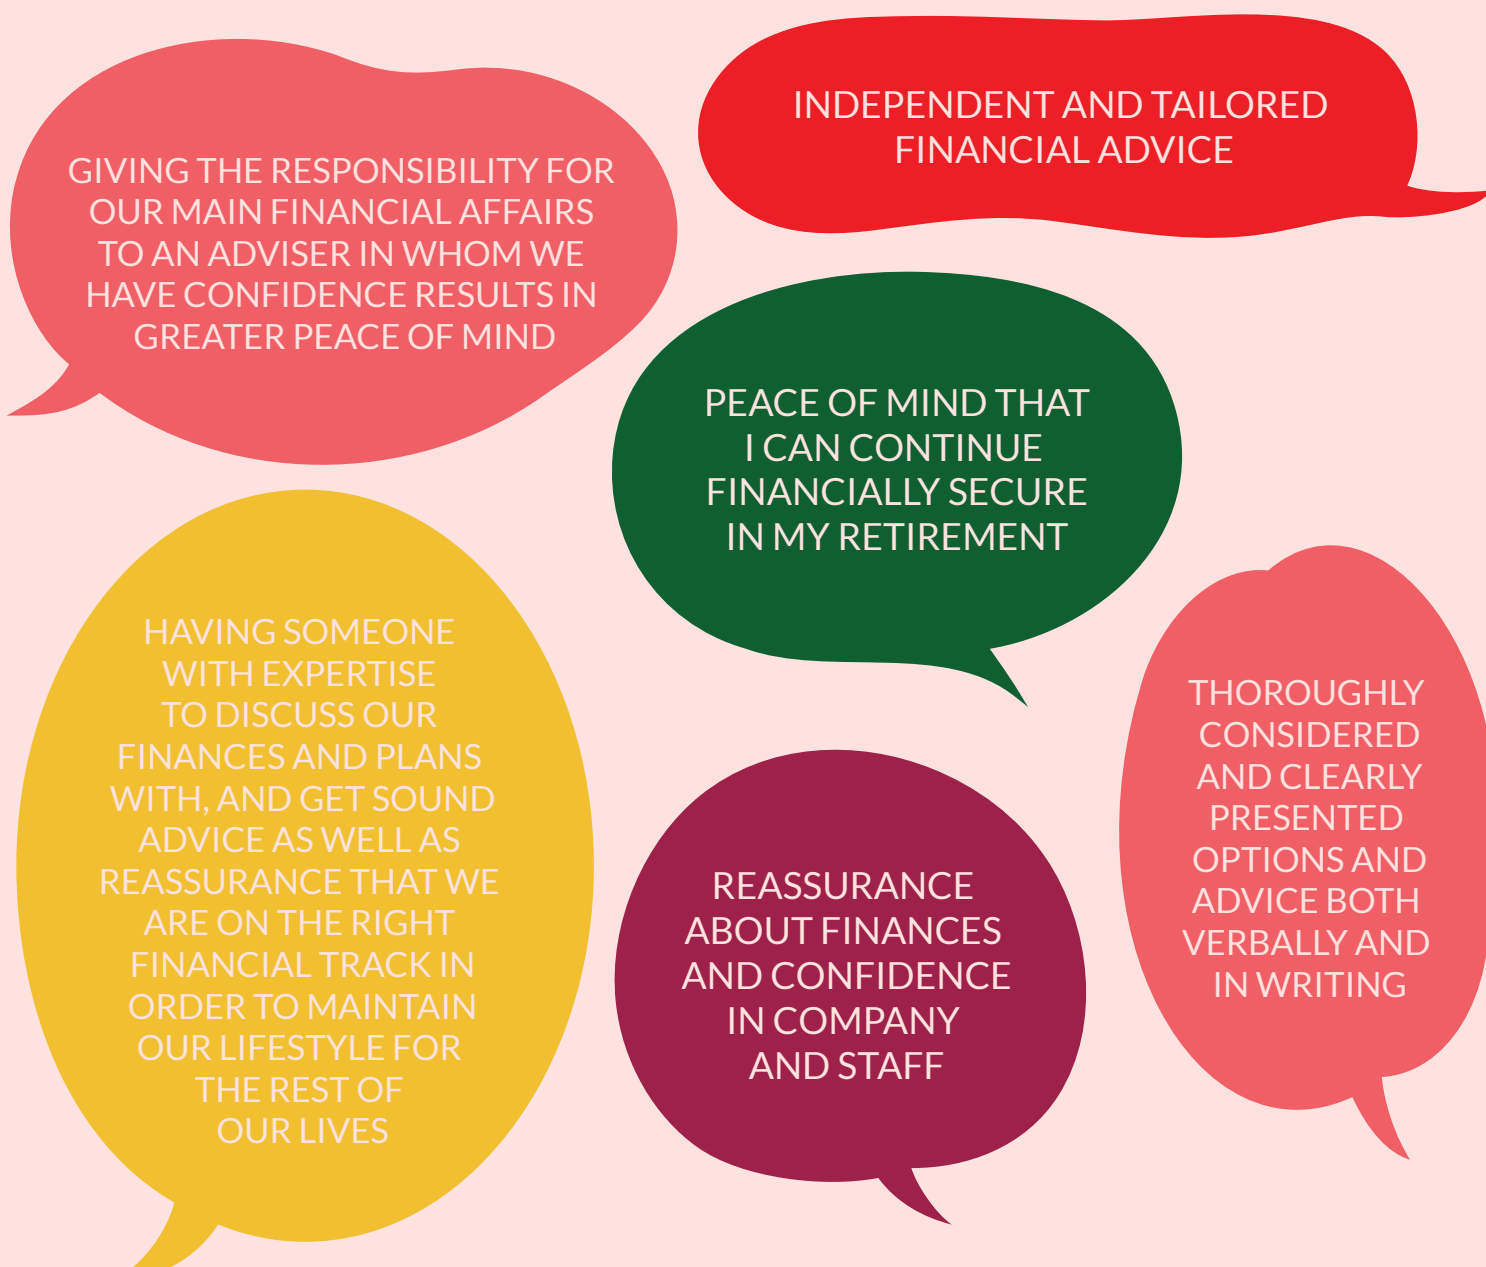 GIVING THE RESPONSIBILITY FOR
OUR MAIN FINANCIAL AFFAIRS
TO AN ADVISER IN WHOM WE
HAVE CONFIDENCE RESULTS IN
GREATER PEACE OF MIND
INDEPENDENT AND TAILORED
FINANCIAL ADVICE
PEACE OF MIND THAT
I CAN CONTINUE
FINANCIALLY SECURE
IN MY RETIREMENT
HAVING SOMEONE
WITH EXPERTISE
TO DISCUSS OUR
FINANCES AND PLANS
WITH, AND GET SOUND
ADVICE AS WELL AS
REASSURANCE THAT WE
ARE ON THE RIGHT
FINANCIAL TRACK IN
ORDER TO MAINTAIN
OUR LIFESTYLE FOR
THE REST OF
OUR LIVES
REASSURANCE
ABOUT FINANCES
AND CONFIDENCE
IN COMPANY
AND STAFF
THOROUGHLY
CONSIDERED
AND CLEARLY
PRESENTED
OPTIONS AND
ADVICE BOTH
VERBALLY AND
IN WRITING